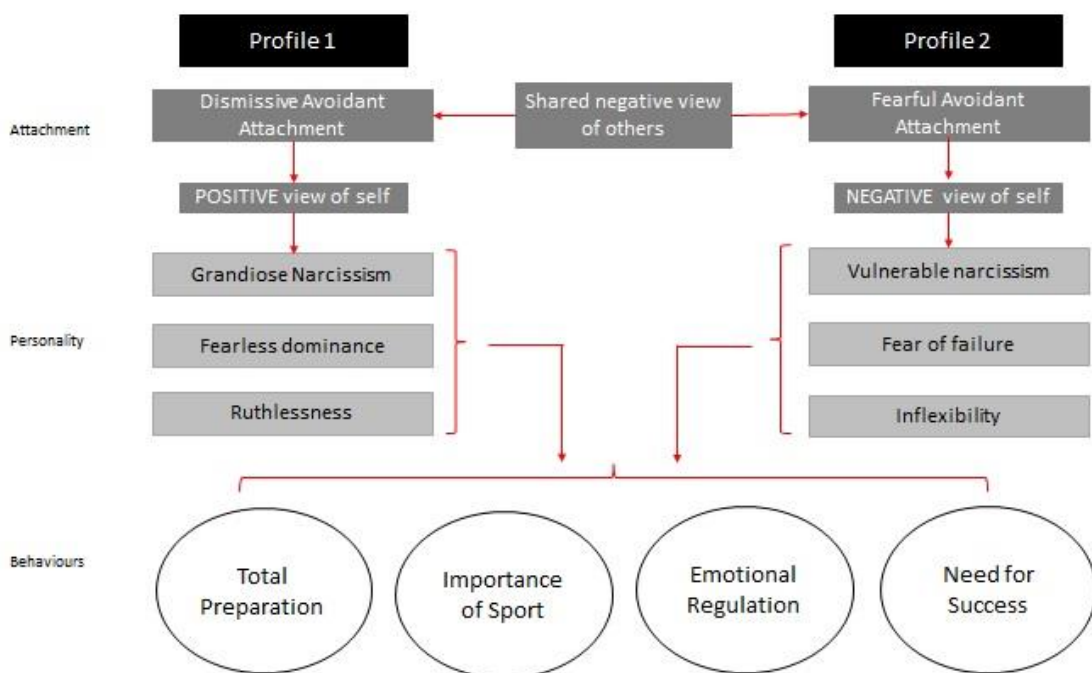 Profile 1
Profile 2
Attachment
Dismissive Avoidant
Attachment
Shared negative view
of others
Fearful Avoidant
Attachment
POSITIVE view of self
NEGATIVE view of self
Personality
Grandiose Narcissism
Vulnerable narcissism
Fearless dominance
Fear of failure
Ruthlessness
Inflexibility
Behaviours
Total
Preparation
Importance
of Sport
Emotional
Regulation
Need for
Success